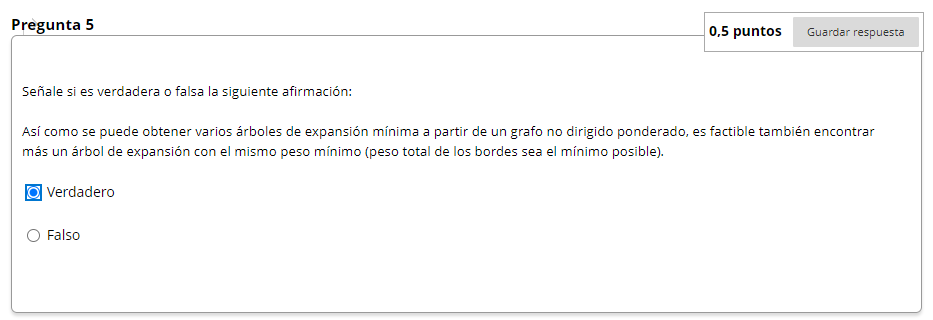 Pregunta 5
0,5 puntos
Guardar respuesta
Señale si es verdadera o falsa la siguiente afirmación:
Así como se puede obtener varios árboles de expansión mínima a partir de un grafo no dirigido ponderado, es factible también encontrar
más un árbol de expansión con el mismo peso mínimo (peso total de los bordes sea el mínimo posible).
Verdadero
Falso